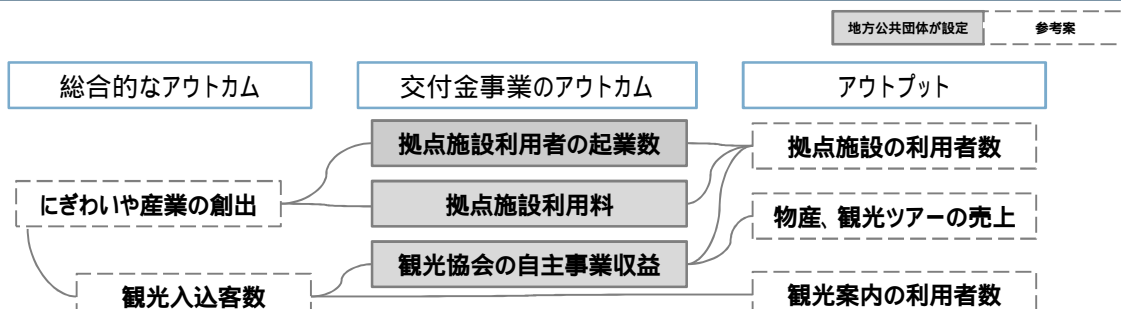 地方公共団体が設定
参考案
総合的なアウトカム
交付金事業のアウトカム
アウトプット
拠点施設利用者の起業数
拠点施設の利用者数
にぎわいや産業の創出
拠点施設利用料
物産、観光ツアーの売上
観光協会の自主事業収益
観光入込客数
観光案内の利用者数